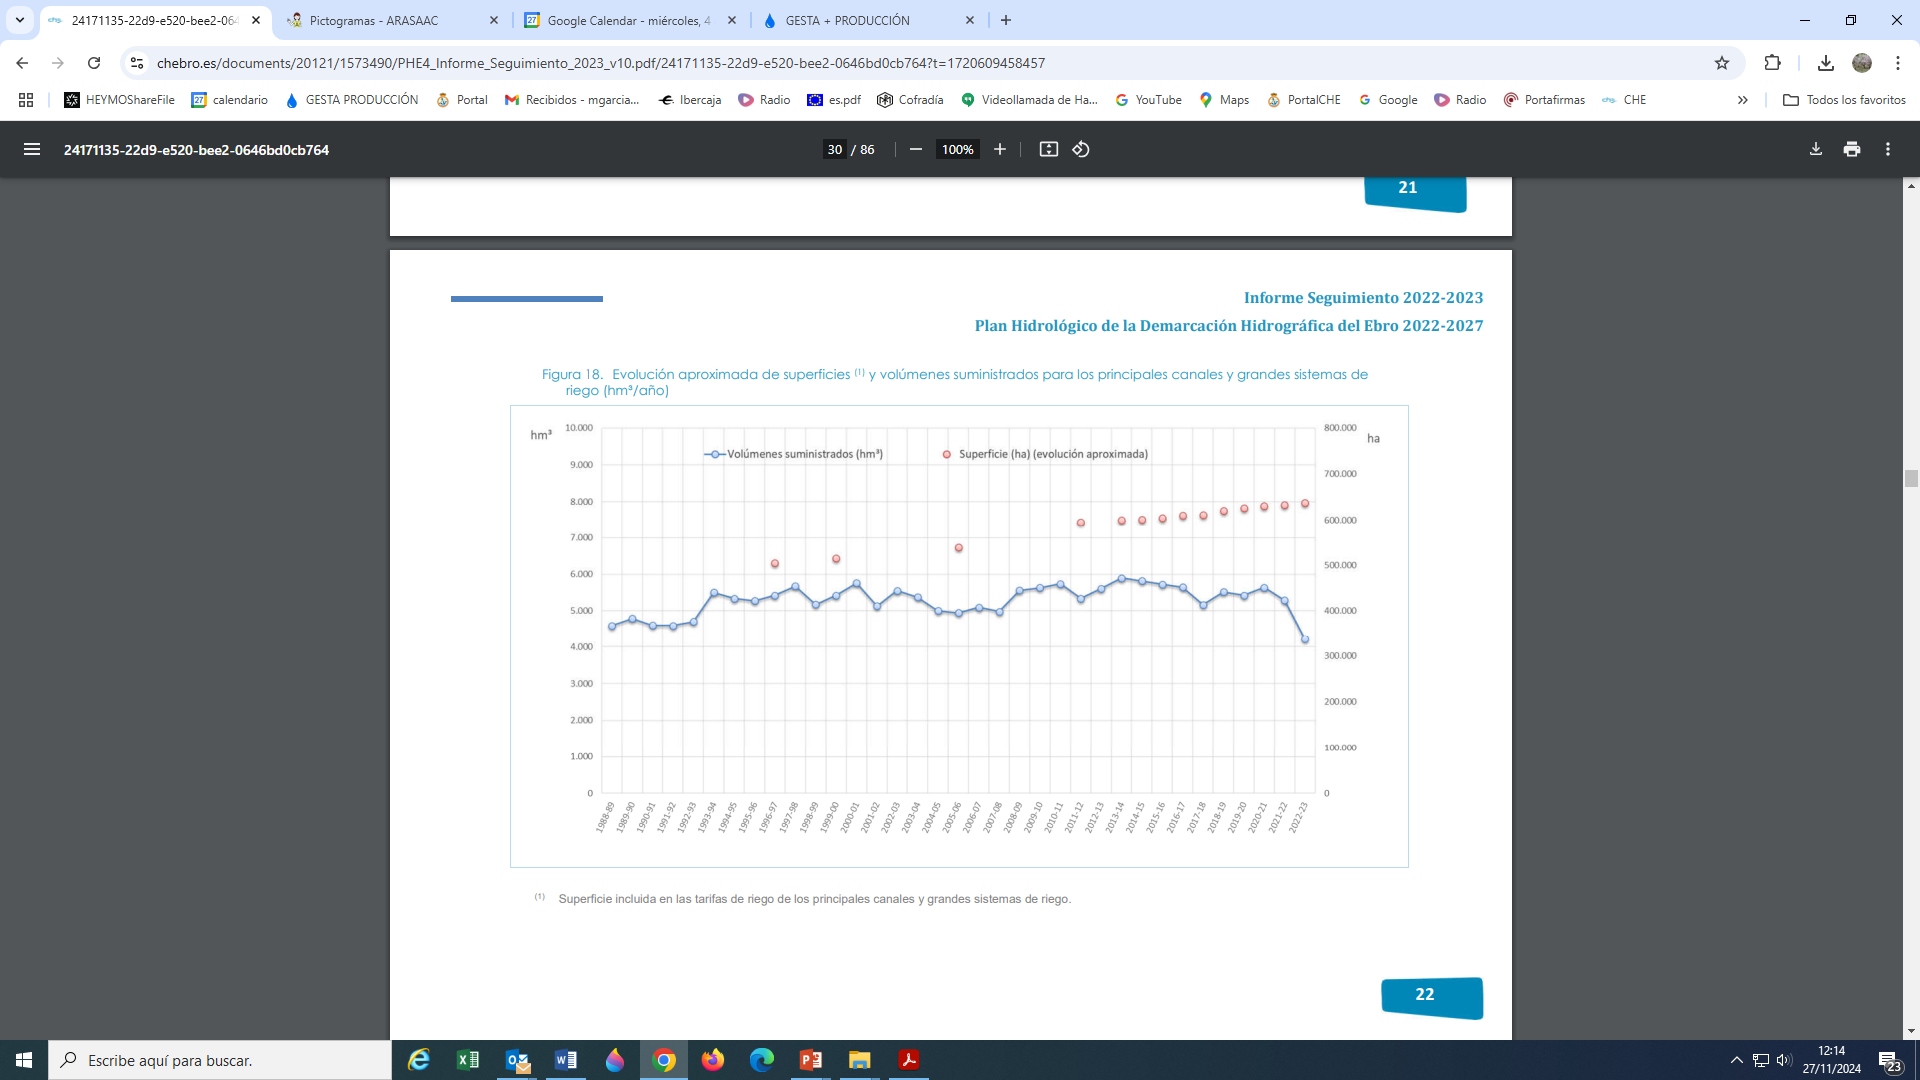 24171135-22d9-e520-bee2-064
Pictogramas - ARASAAC
27
Google Calendar - miércoles, 4
GESTA + PRODUCCIÓN
chebro.es/documents/20121/1573490/PHE4_Informe_Seguimiento_2023_v10.pdf/24171135-22d9-e520-bee2-0646bd0cb764?t=1720609458457
HEYMOShareFile
27
calendario
GESTA PRODUCCIÓN
Portal
Recibidos - mgarcia...
Ibercaja
Radio
es.pdf
Cofradía
Videollamada de Ha...
YouTube
Maps
PortalCHE
Google
Radio
Portafirmas
CHE
Todos los favoritos
24171135-22d9-e520-bee2-0646bd0cb764
30 / 86
100%
21
Informe Seguimiento 2022-2023
Plan Hidrológico de la Demarcación Hidrográfica del Ebro 2022-2027
Figura 18. Evolución aproximada de superficies (1) y volúmenes suministrados para los principales canales y grandes sistemas de
riego (hm³/año)
hm³
ha
Volúmenes suministrados (hm³)
Superficie (ha) (evolución aproximada)
10.000
9.000
8.000
7.000
6.000
5.000
4.000
3.000
2.000
1.000
0
800.000
700.000
600.000
500.000
400.000
300.000
200.000
100.000
0
1988-89
1989-90
1990-91
1991-92
1992-93
1993-94
1994-95
1995-96
1996-97
1997-98
1998-99
1999-00
2000-01
2001-02
2002-03
2003-04
2004-05
2005-06
2006-07
2007-08
2008-09
2009-10
2010-11
2011-12
2012-13
2013-14
2014-15
2015-16
2016-17
2017-18
2018-19
2019-20
2020-21
2021-22
2022-23
(1) Superficie incluida en las tarifas de riego de los principales canales y grandes sistemas de riego.
22
Escribe aquí para buscar.
12:14
27/11/2024
23